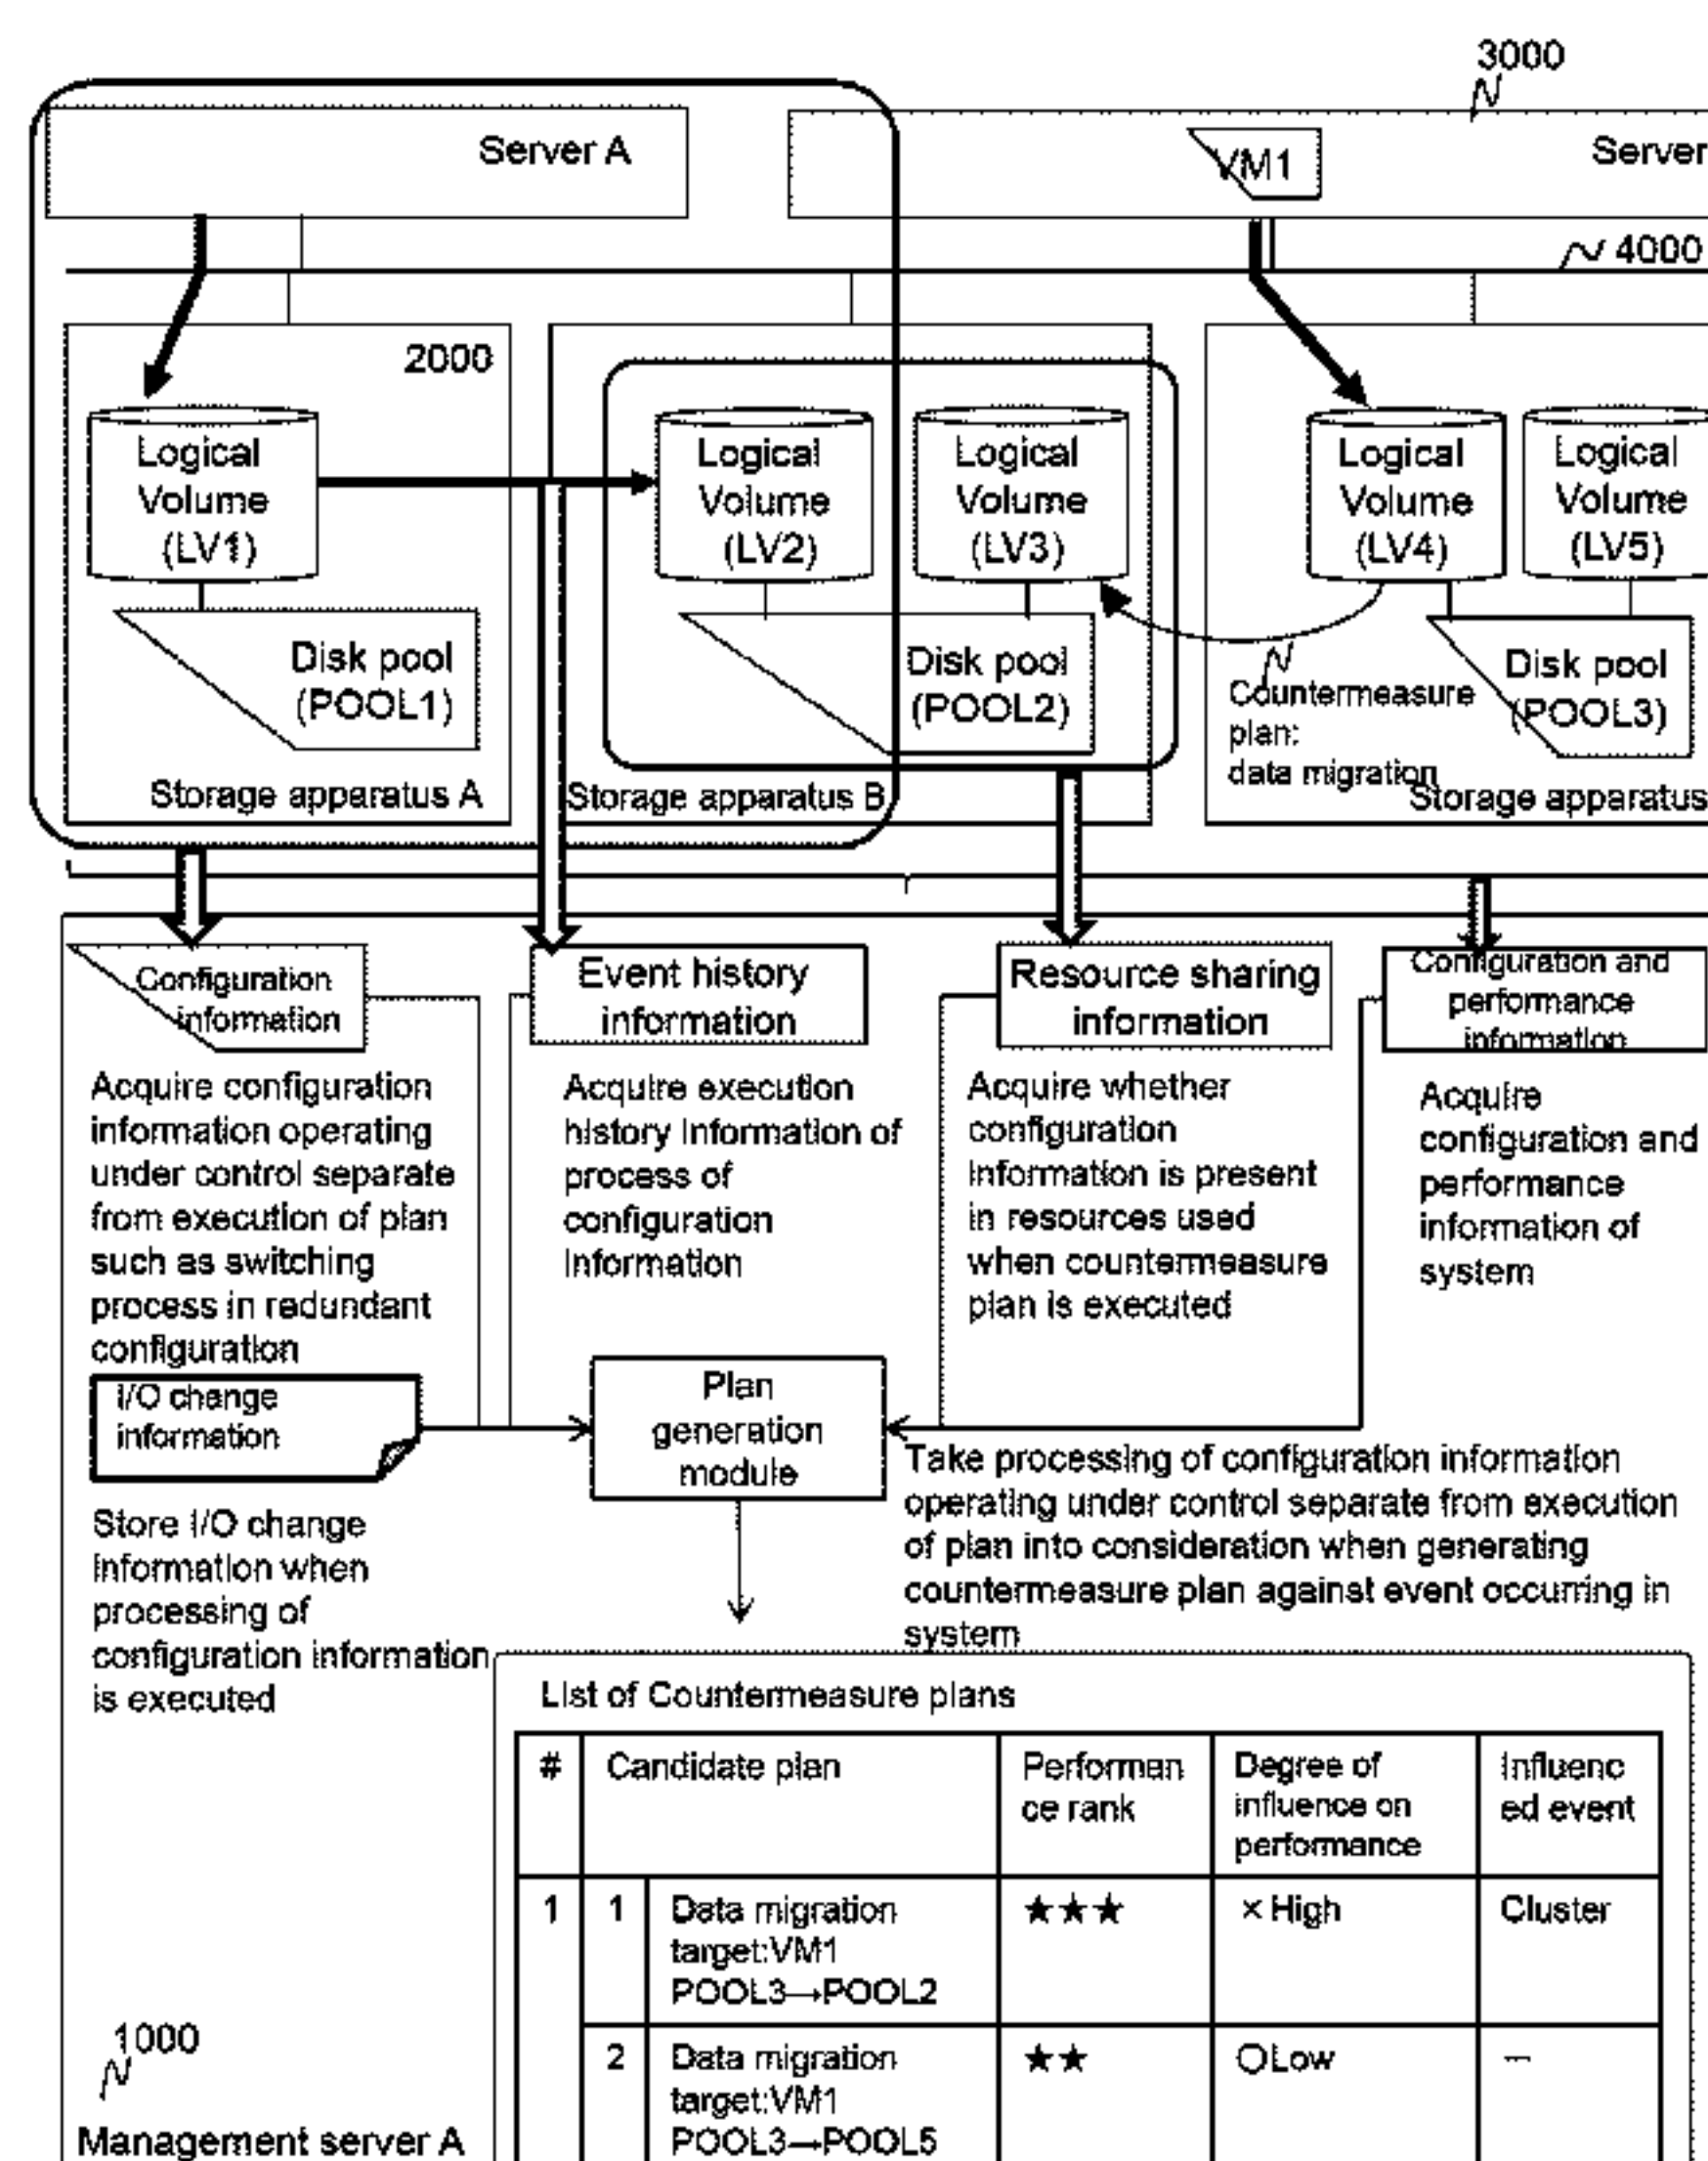 3000
Server A
VM1
Server
4000
2000
Logical
Volume
(LV1)
Logical
Volume
(LV2)
Logical
Volume
(LV3)
Logical
Volume
(LV4)
Logical
Volume
(LV5)
Disk pool
(POOL1)
Disk pool
(POOL2)
Disk pool
(POOL3)
Countermeasure
plan:
data migration
Storage apparatus A
Storage apparatus B
Storage apparatus
Configuration
information
Event history
information
Resource sharing
information
Configuration and
performance
information
Acquire configuration
information operating
under control separate
from execution of plan
such as switching
process in redundant
configuration
Acquire execution
history Information of
process of
configuration
Information
Acquire whether
configuration
Information is present
in resources used
when countermeasure
plan is executed
Acquire
configuration and
performance
information of
system
I/O change
information
Plan
generation
module
Store I/O change
Information when
processing of
configuration information
is executed
Take processing of configuration information
operating under control separate from execution
of plan into consideration when generating
countermeasure plan against event occurring in
system
List of Countermeasure plans
# Candidate plan
Performan
ce rank
Degree of
influence on
performance
Influenc
ed event
1 1 Data migration
target:VM1
POOL3→POOL2
★★★ ×High Cluster
2 Data migration
target:VM1
POOL3→POOL5
★★ ○Low —
1000
Management server A